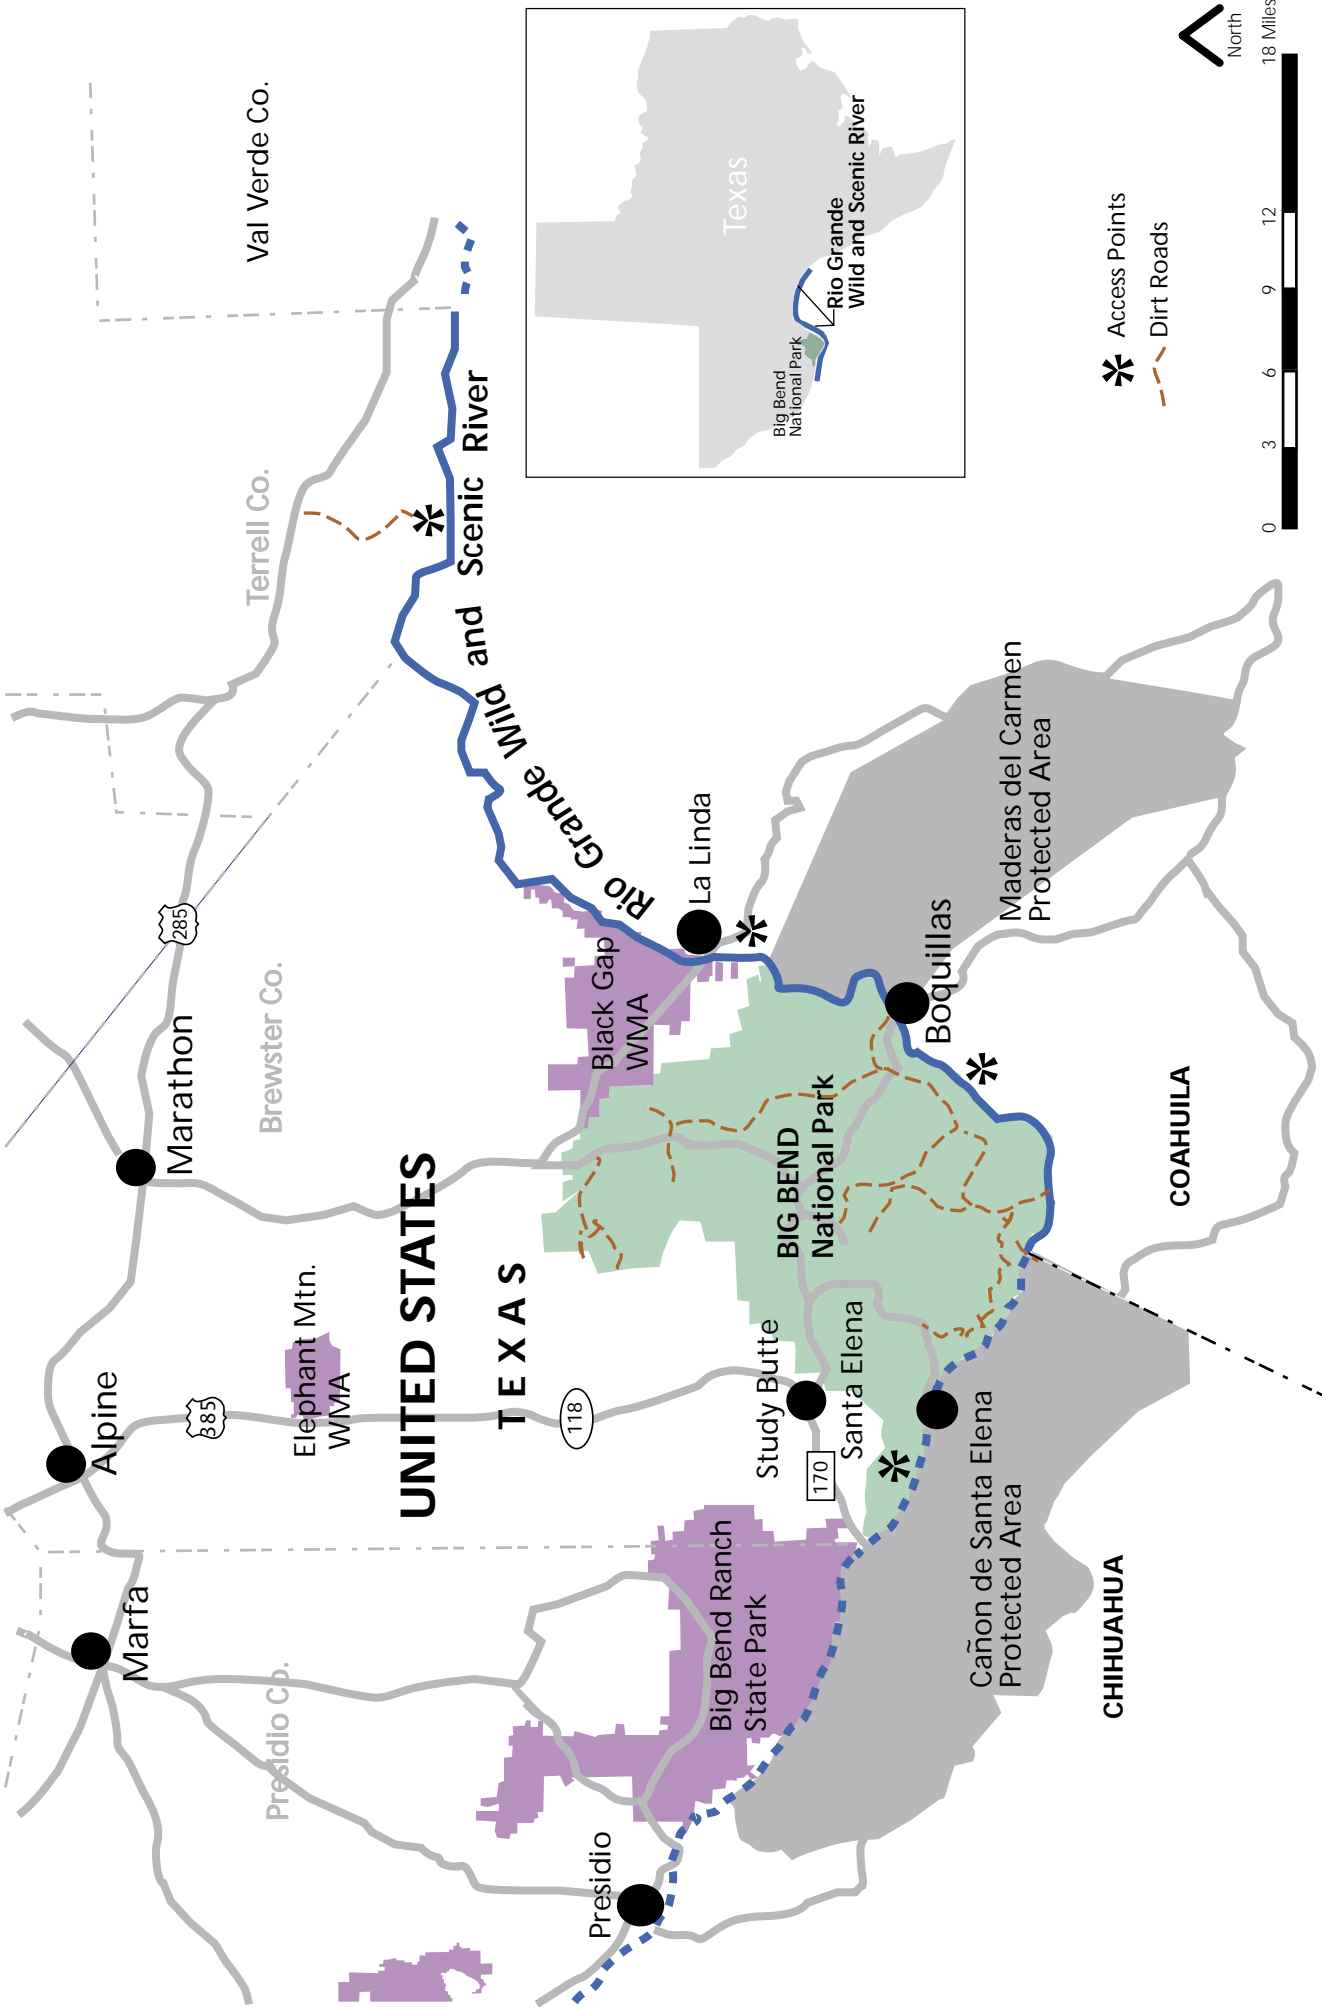 Val Verde Co.
Terrell Co.
Brewster Co.
Presidio Co.
285
385
118
170
Marathon
Alpine
Marfa
Elephant Mtn.
WMA
UNITED STATES
TEXAS
Rio Grande Wild and Scenic River
La Linda
Black Gap
WMA
Boquillas
Maderas del Carmen
Protected Area
BIG BEND
National Park
Study Butte
Santa Elena
Big Bend Ranch
State Park
Presidio
Cañon de Santa Elena
Protected Area
COAHUILA
CHIHUAHUA
Texas
Big Bend
National Park
Rio Grande
Wild and Scenic River
Access Points
Dirt Roads
North
0 3 6 9 12 18 Miles